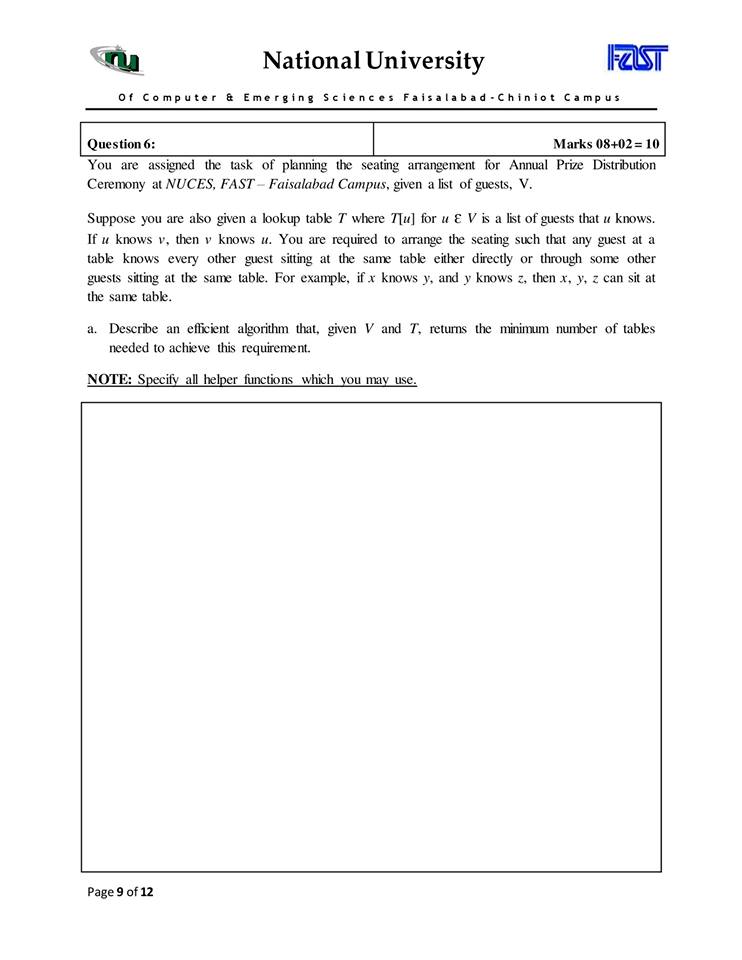 nu
National University
FAST
Of Computer & Emerging Sciences Faisalabad-Chiniot Campus
Question 6:
Marks 08+02 = 10
You are assigned the task of planning the seating arrangement for Annual Prize Distribution
Ceremony at NUCES, FAST – Faisalabad Campus, given a list of guests, V.
Suppose you are also given a lookup table T where T[u] for u Ɛ V is a list of guests that u knows.
If u knows v, then v knows u. You are required to arrange the seating such that any guest at a
table knows every other guest sitting at the same table either directly or through some other
guests sitting at the same table. For example, if x knows y, and y knows z, then x, y, z can sit at
the same table.
a. Describe an efficient algorithm that, given V and T, returns the minimum number of tables
needed to achieve this requirement.
NOTE: Specify all helper functions which you may use.
Page 9 of 12